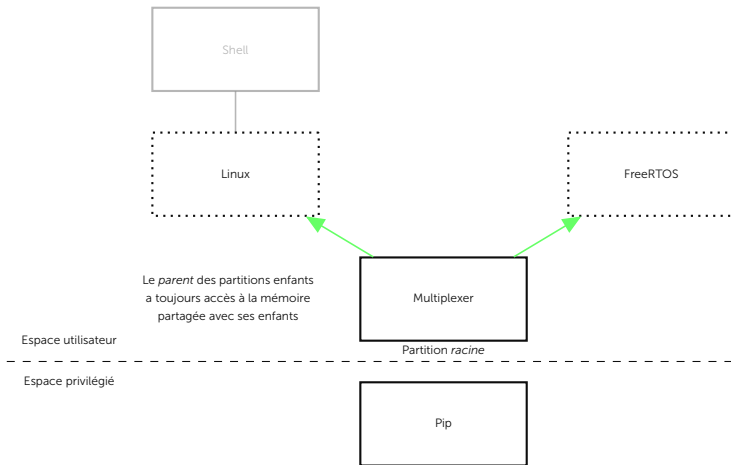 Shell
Linux
FreeRTOS
Le parent des partitions enfants
a toujours accès à la mémoire
partagée avec ses enfants
Multiplexer
Espace utilisateur
Partition racine
Espace privilégié
Pip